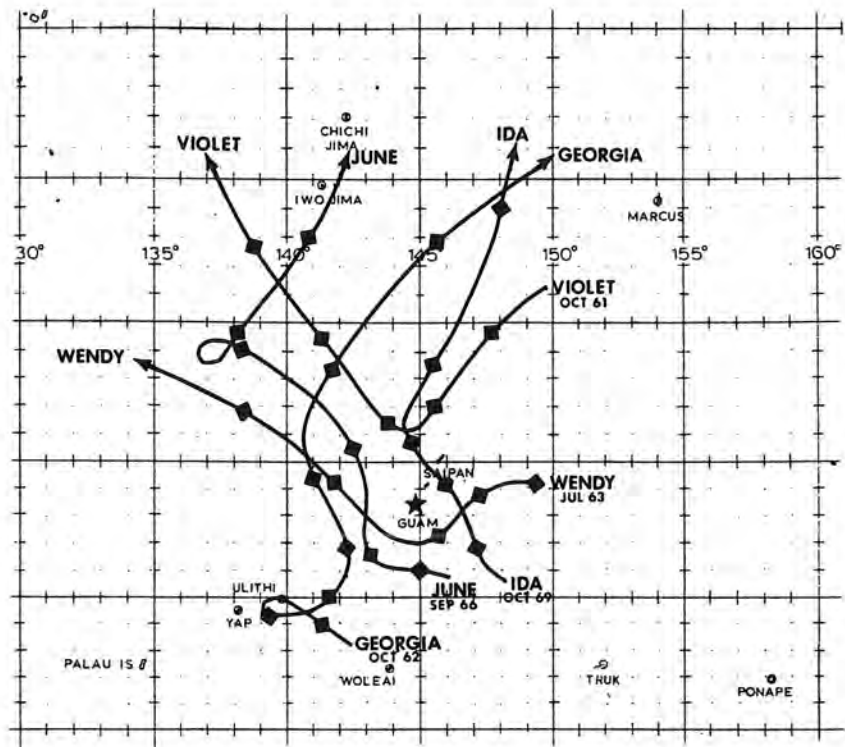 CHICHI
JIMA
VIOLET
JUNE
IDA
GEORGIA
IWO JIMA
MARCUS
30°
135°
140°
145°
150°
155°
160°
VIOLET
OCT 61
WENDY
SAIPAN
WENDY
JUL 63
GUAM
ULITHI
JUNE
SEP 66
IDA
OCT 69
YAP
GEORGIA
OCT 62
PALAU IS
WOLEAI
TRUK
PONAPE